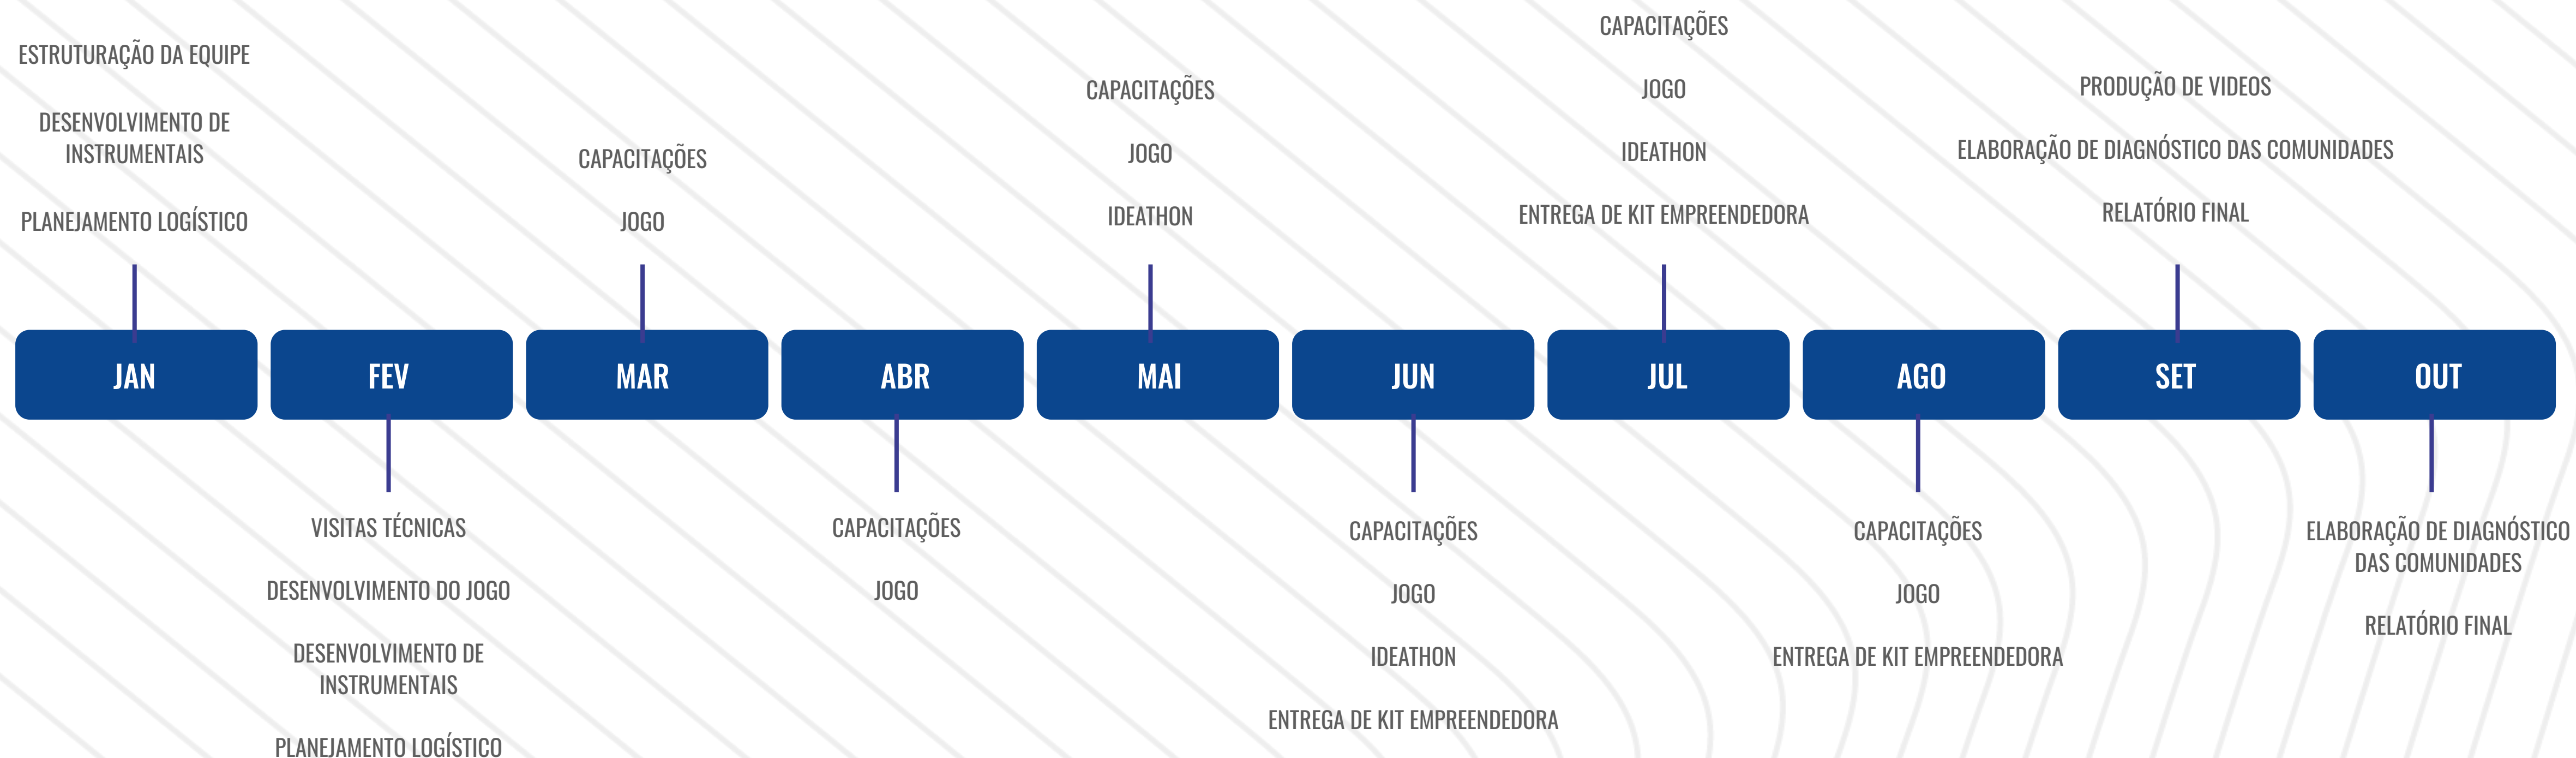 ESTRUTURAÇÃO DA EQUIPE
DESENVOLVIMENTO DE
INSTRUMENTAIS
PLANEJAMENTO LOGÍSTICO
CAPACITAÇÕES
JOGO
CAPACITAÇÕES
JOGO
IDEATHON
CAPACITAÇÕES
JOGO
IDEATHON
ENTREGA DE KIT EMPREENDEDORA
PRODUÇÃO DE VIDEOS
ELABORAÇÃO DE DIAGNÓSTICO DAS COMUNIDADES
RELATÓRIO FINAL
JAN
FEV
MAR
ABR
MAI
JUN
JUL
AGO
SET
OUT
VISITAS TÉCNICAS
DESENVOLVIMENTO DO JOGO
DESENVOLVIMENTO DE
INSTRUMENTAIS
PLANEJAMENTO LOGÍSTICO
CAPACITAÇÕES
JOGO
CAPACITAÇÕES
JOGO
IDEATHON
ENTREGA DE KIT EMPREENDEDORA
CAPACITAÇÕES
JOGO
ENTREGA DE KIT EMPREENDEDORA
ELABORAÇÃO DE DIAGNÓSTICO
DAS COMUNIDADES
RELATÓRIO FINAL